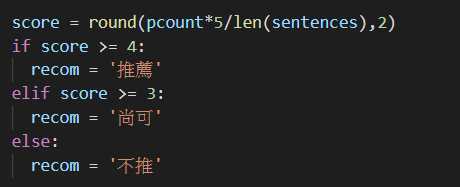 score = round(pcount*5/len(sentences),2)
if score >= 4:
  recom = '推薦'
elif score >= 3:
  recom = '尚可'
else:
  recom = '不推'